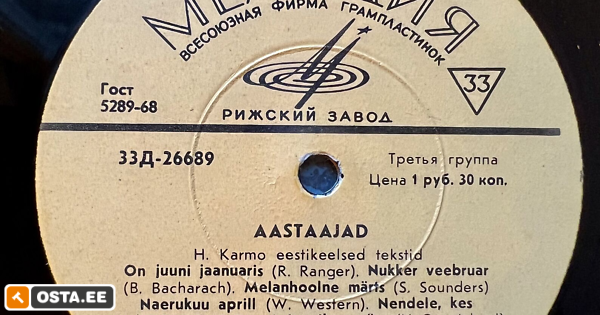 МЕЛОДИЯ
ВСЕСОЮЗНАЯ ФИРМА ГРАМПЛАСТИНОК
33
Гост
5289-68
РИЖСКИЙ ЗАВОД
33Д-26689
Третья группа
Цена 1 руб. 30 коп.
AASTAAJAD
H. Karmo eestikeelsed tekstid
On juuni jaanuaris (R. Ranger). Nukker veebruar
(B. Bacharach). Melanhoolne märts (S. Sounders)
Naerukuu aprill (W. Western). Nendele, kes
OSTA.EE